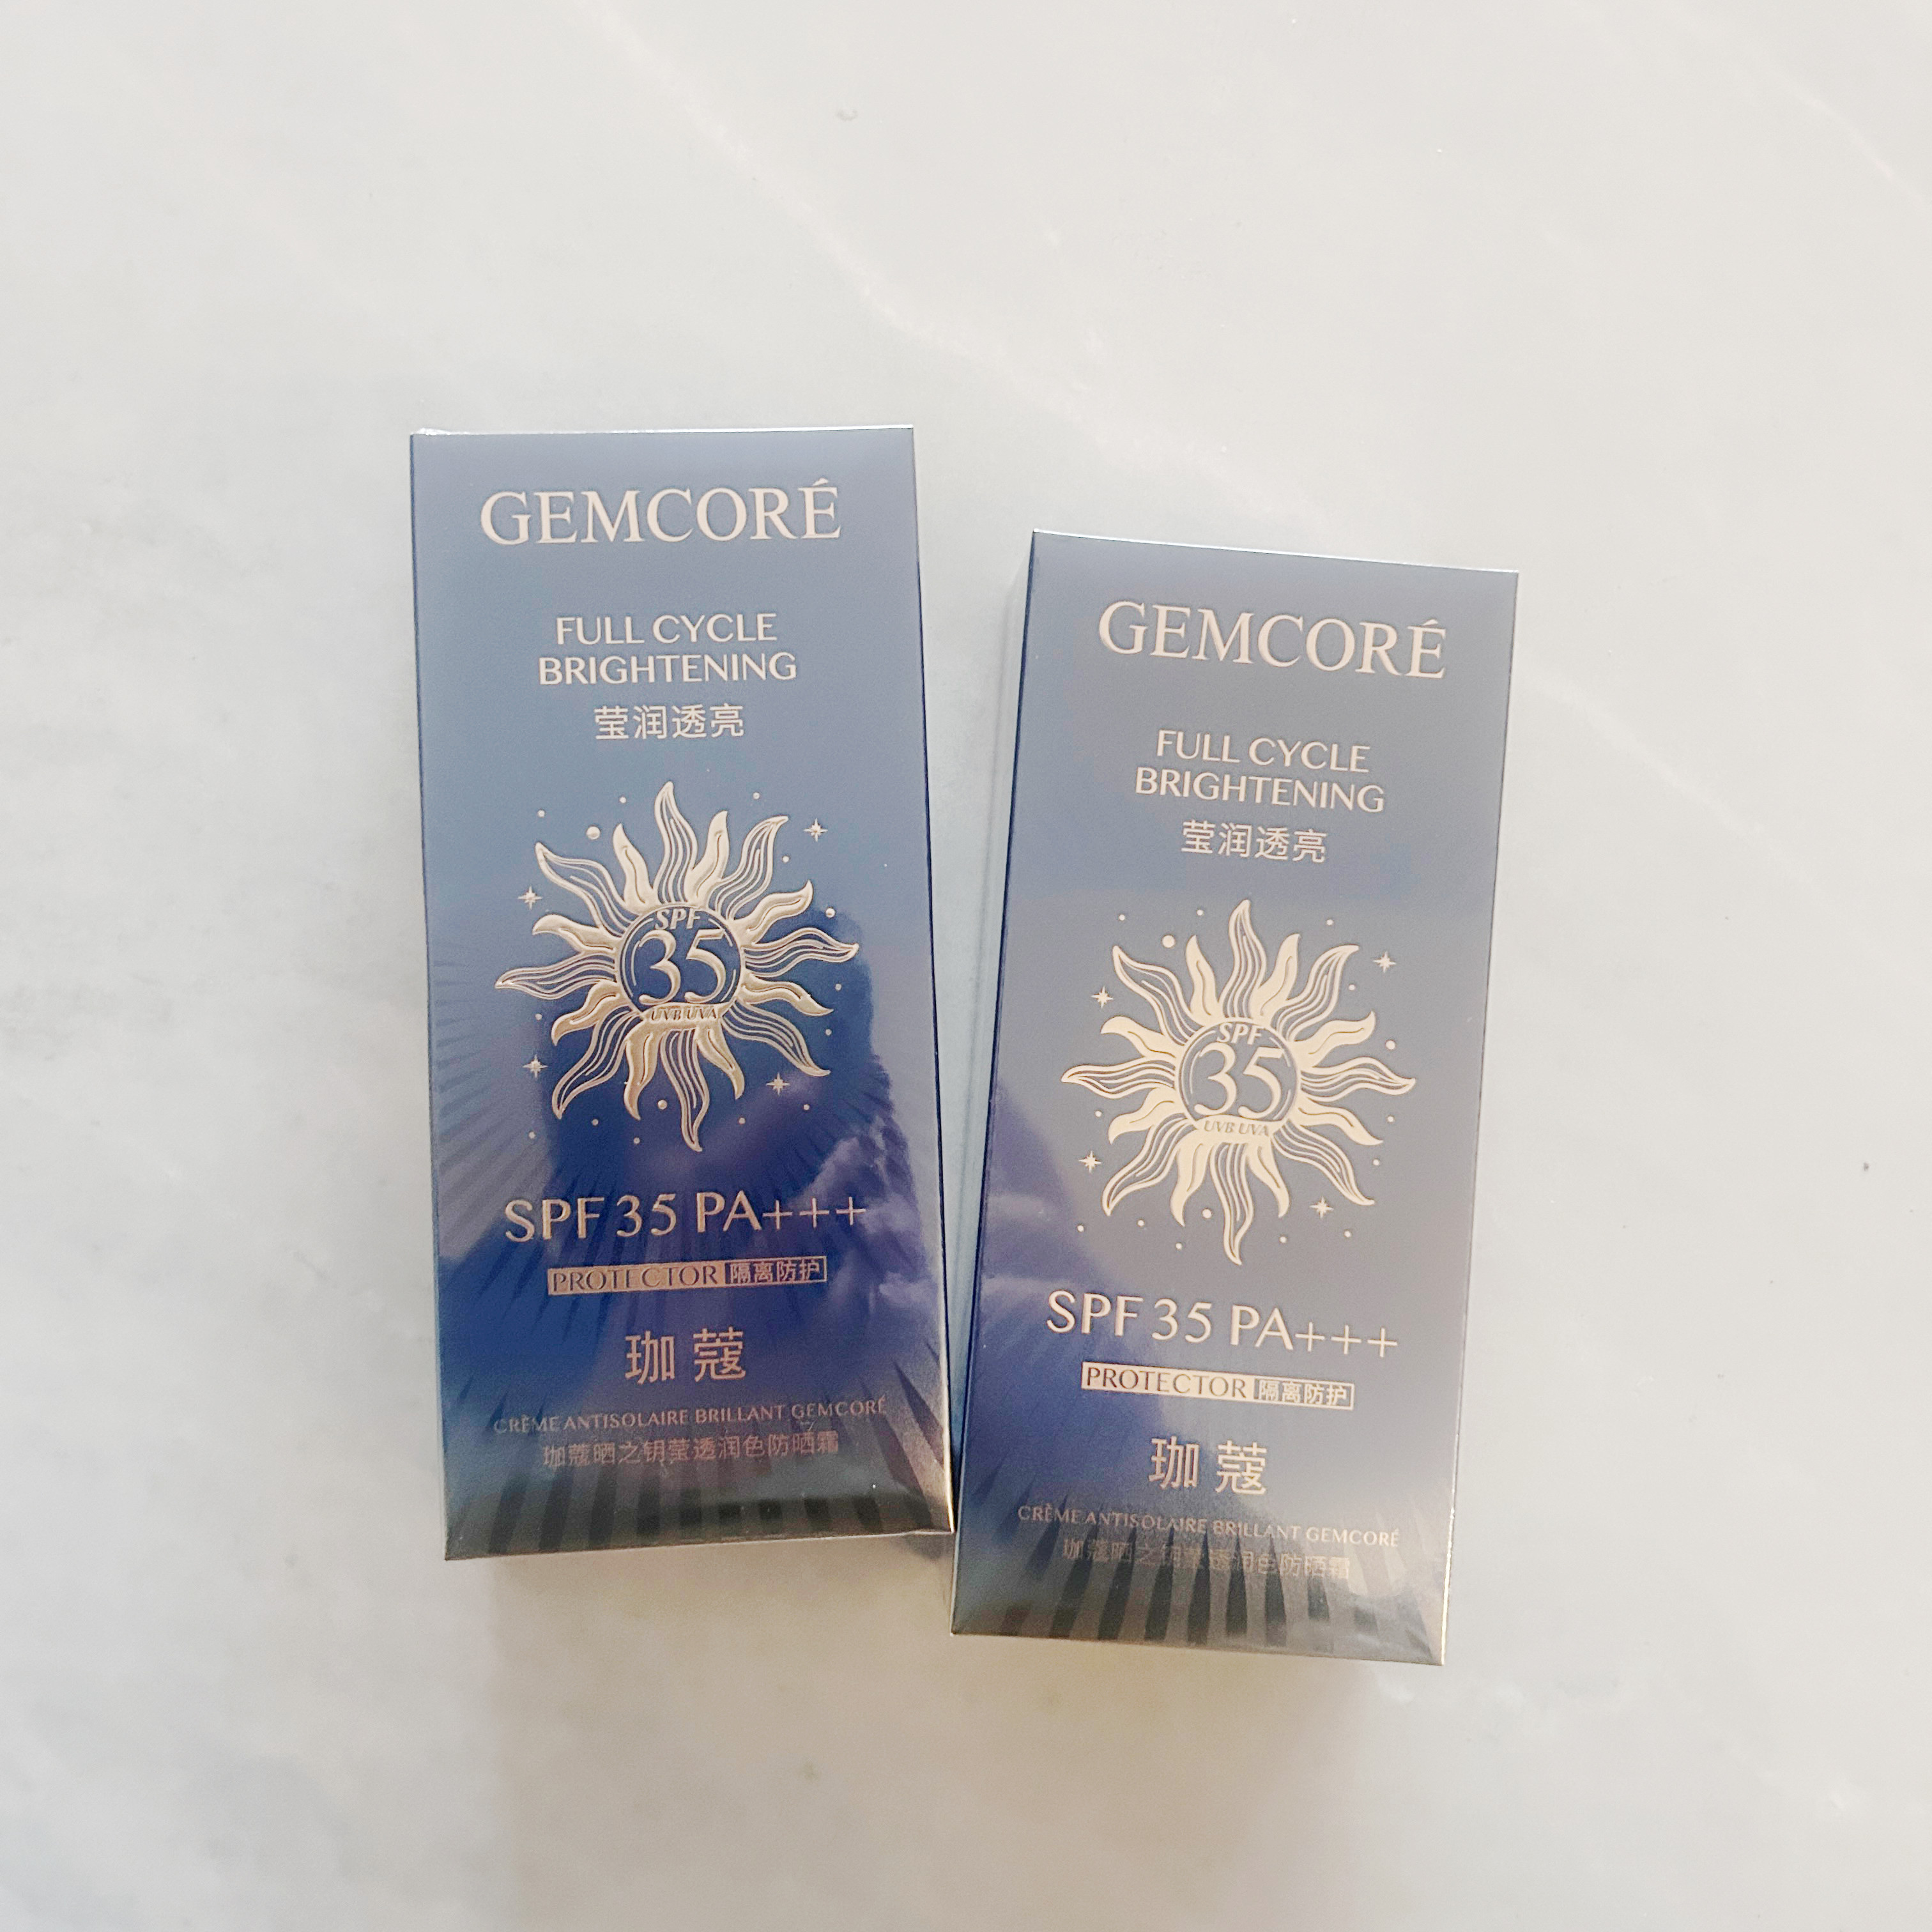 GEMCORÉ
FULL CYCLE
BRIGHTENING
莹润透亮
SPF
35
UVB UVA
SPF 35 PA+++
PROTECTOR 隔离防护
珈蔻
CRÈME ANTISOLAIRE BRILLANT GEMCORÉ
珈蔻晒之钥莹透润色防晒霜
GEMCORÉ
FULL CYCLE
BRIGHTENING
莹润透亮
SPF
35
UVB UVA
SPF 35 PA+++
PROTECTOR 隔离防护
珈蔻
CRÈME ANTISOLAIRE BRILLANT GEMCORÉ
珈蔻晒之钥莹透润色防晒霜